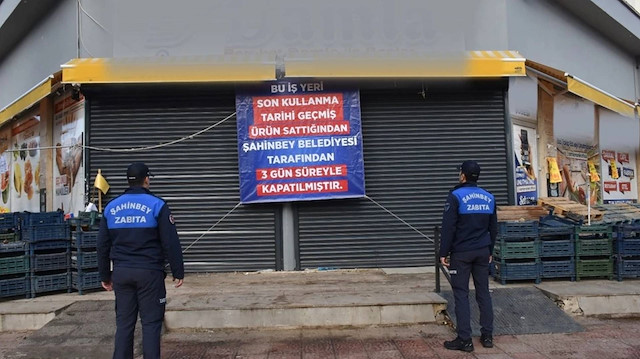 BU İŞ YERİ
SON KULLANMA
TARİHİ GEÇMİŞ
ÜRÜN SATTIĞINDAN
ŞAHİNBEY BELEDİYESİ
TARAFINDAN
3 GÜN SÜREYLE
KAPATILMIŞTIR.
ŞAHİNBEY
ZABITA
ŞAHİNBEY
ZABITA